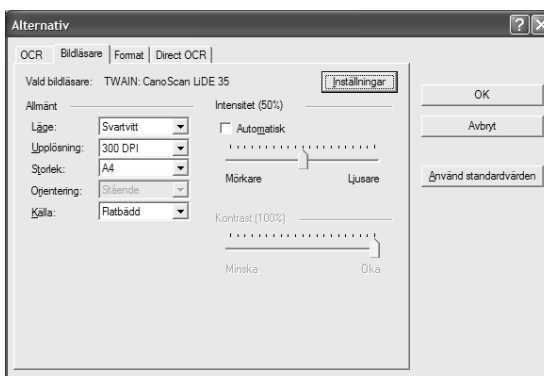 Alternativ
OCR Bildläsare Format Direct OCR
Vald bildläsare: TWAIN: CanoScan LiDE 35
Inställningar
OK
Avbryt
Använd standardvärden
Allmänt
Läge: Svartvitt
Upplösning: 300 DPI
Storlek: A4
Orientering: Stående
Källa: Flatbädd
Intensitet (50%)
Automatisk
Mörkare Ljusare
Kontrast (100%)
Minska Öka